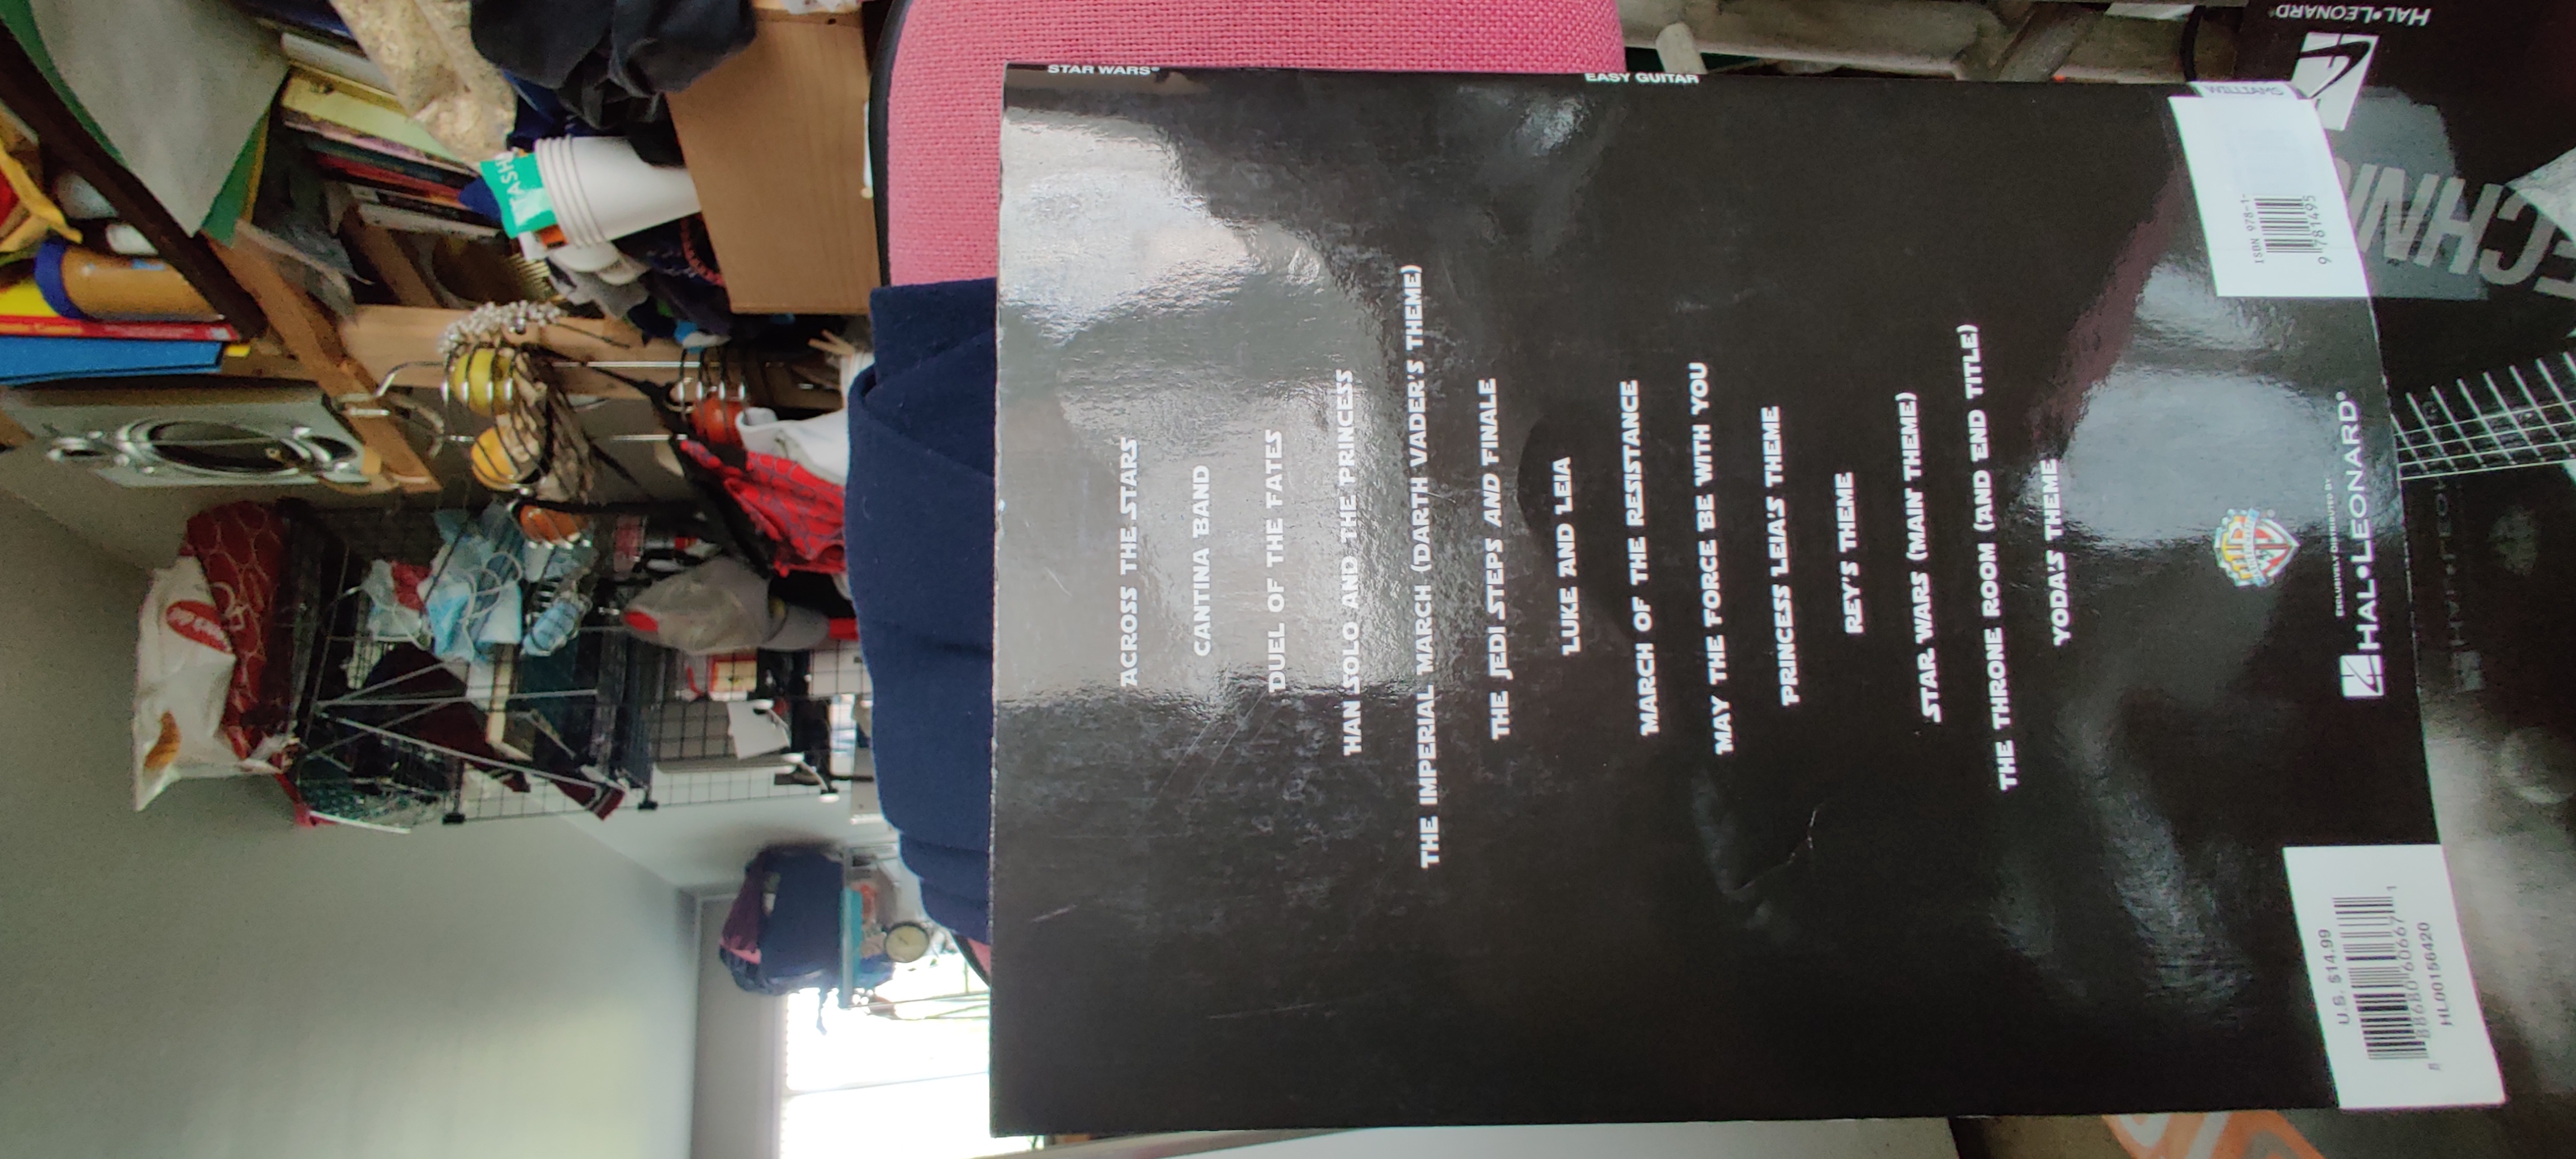 TASH
STAR WARS®
ACROSS THE STARS
CANTINA BAND
DUEL OF THE FATES
HAN SOLO AND THE PRINCESS
THE IMPERIAL MARCH (DARTH VADER'S THEME)
THE JEDI STEPS AND FINALE
LUKE AND LEIA
MARCH OF THE RESISTANCE
EASY GUITAR
MAY THE FORCE BE WITH YOU
PRINCESS LEIA'S THEME
REY'S THEME
STAR WARS (MAIN THEME)
THE THRONE ROOM (AND END TITLE)
YODA'S THEME
WILLIAMS
ISBN 978-1-
9 781495
U.S. $14.99
8 88680 60667 1
HL00156420
EXCLUSIVELY DISTRIBUTED BY
HAL•LEONARD®
HAL•LEONARD®
ECHNI